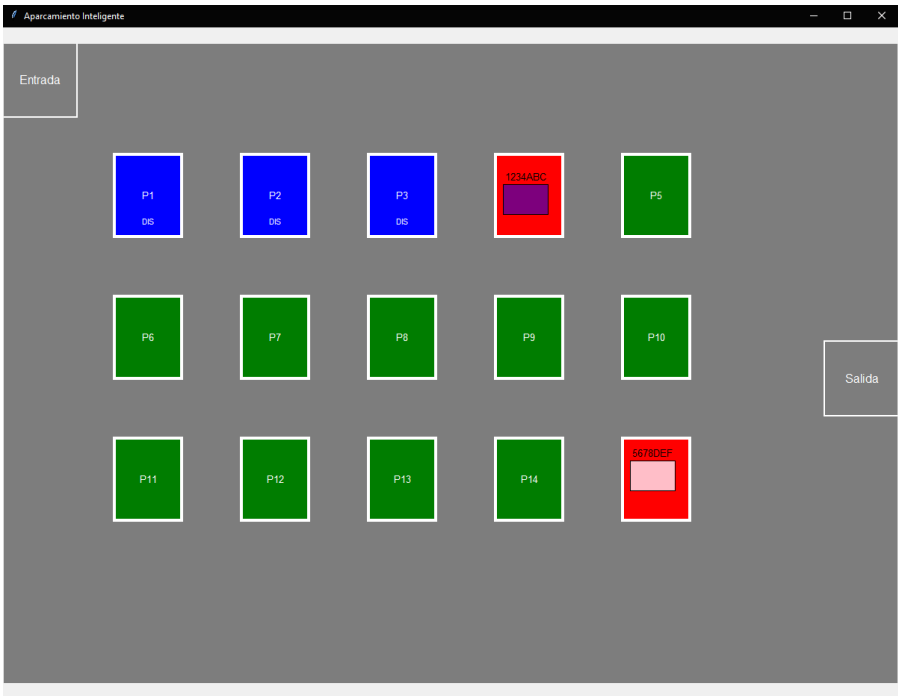 Aparcamiento Inteligente
Entrada
1234ABC
P1 P2 P3 P5
DIS DIS DIS
P6 P7 P8 P9 P10
Salida
5678DEF
P11 P12 P13 P14